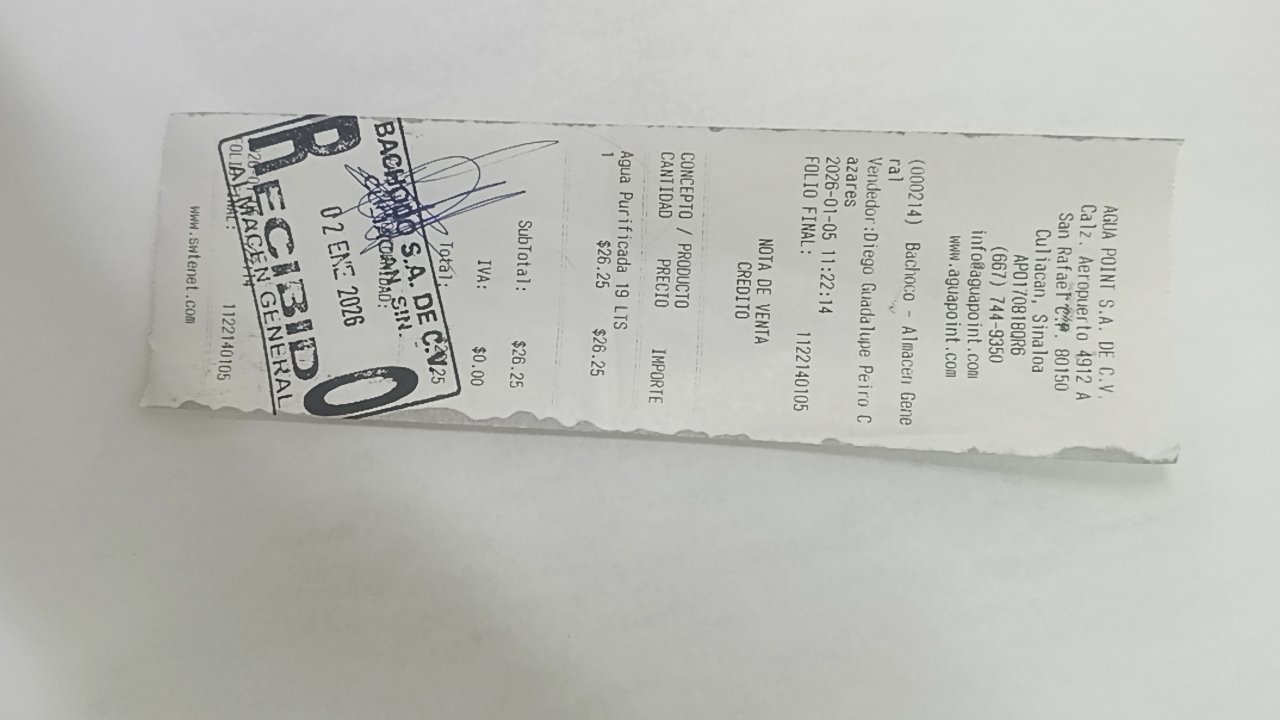 AGUA POINT S.A. DE C.V.
Calz. Aeropuerto 4912 A
San Rafael C.P. 80150
Culiacan, Sinaloa
APO1708180R6
(667) 744-9350
info@aguapoint.com
www.aguapoint.com
(000214) Bachoco - Almacen Gene
ral
Vendedor:Diego Guadalupe Peiro C
azares
2026-01-05 11:22:14
FOLIO FINAL: 1122140105
NOTA DE VENTA
CREDITO
CONCEPTO / PRODUCTO
CANTIDAD PRECIO IMPORTE
Agua Purificada 19 LTS
1 $26.25 $26.25
SubTotal: $26.25
IVA: $0.00
Total:
BACHOCO S.A. DE C.V.
SIN.
02 ENE 2026
RECIBIDO
ALMACEN GENERAL
1122140105
www.swtenet.com